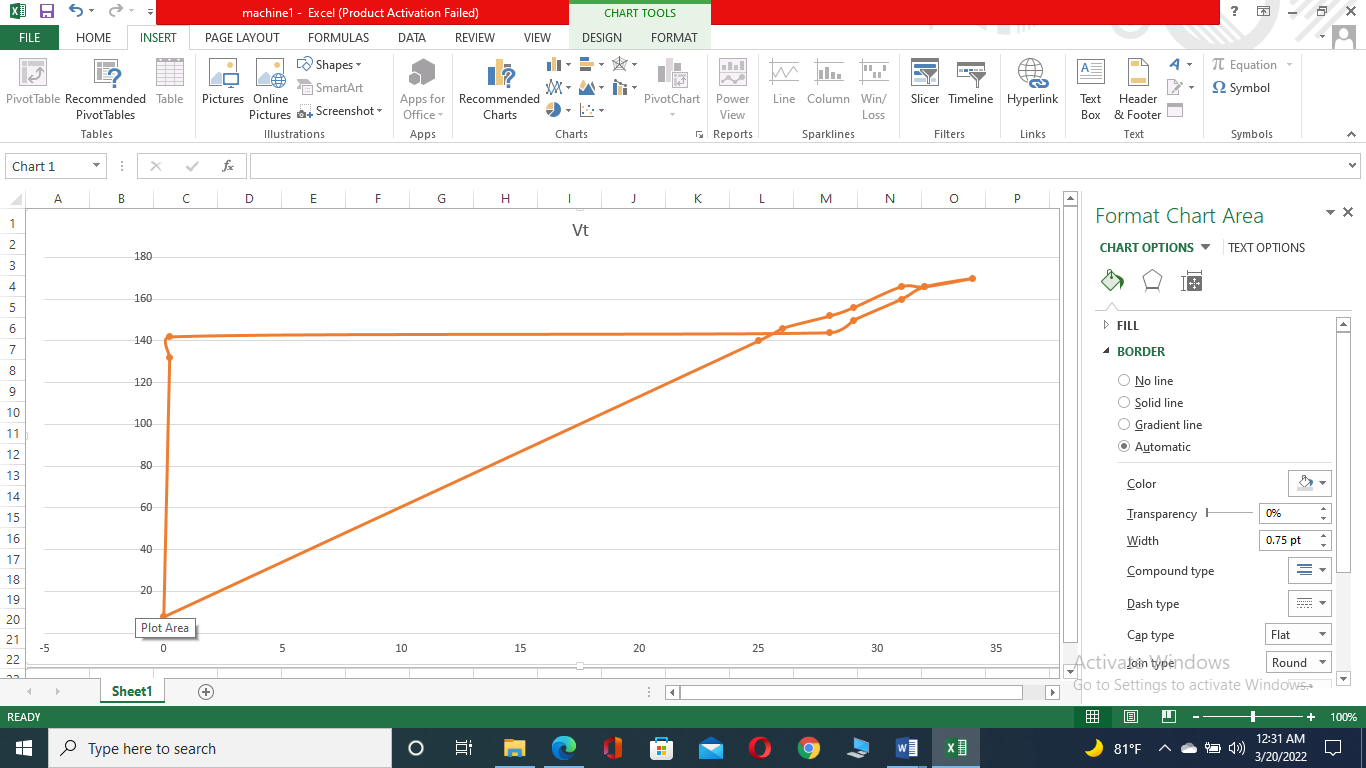 machine1 - Excel (Product Activation Failed)
CHART TOOLS
?
FILE HOME INSERT PAGE LAYOUT FORMULAS DATA REVIEW VIEW DESIGN FORMAT
PivotTable Recommended PivotTables Table
Tables
Pictures Online Pictures
Shapes
SmartArt
Screenshot
Illustrations
Apps for Office
Apps
Recommended Charts
PivotChart
Charts
Power View
Reports
Line Column Win/Loss
Sparklines
Slicer Timeline
Filters
Hyperlink
Links
Text Box
Header & Footer
Text
π Equation
Ω Symbol
Symbols
Chart 1
fx
A B C D E F G H I J K L M N O P
1
2
3
4
5
6
7
8
9
10
11
12
13
14
15
16
17
18
19
20
21
22
Vt
180
160
140
120
100
80
60
40
20
Plot Area
-5 0 5 10 15 20 25 30 35
Format Chart Area
CHART OPTIONS
TEXT OPTIONS
FILL
BORDER
No line
Solid line
Gradient line
Automatic
Color
Transparency 0%
Width 0.75 pt
Compound type
Dash type
Cap type Flat
Join type Round
Activate Windows
Go to Settings to activate Windows.
Sheet1
READY
100%
Type here to search
81°F
12:31 AM
3/20/2022